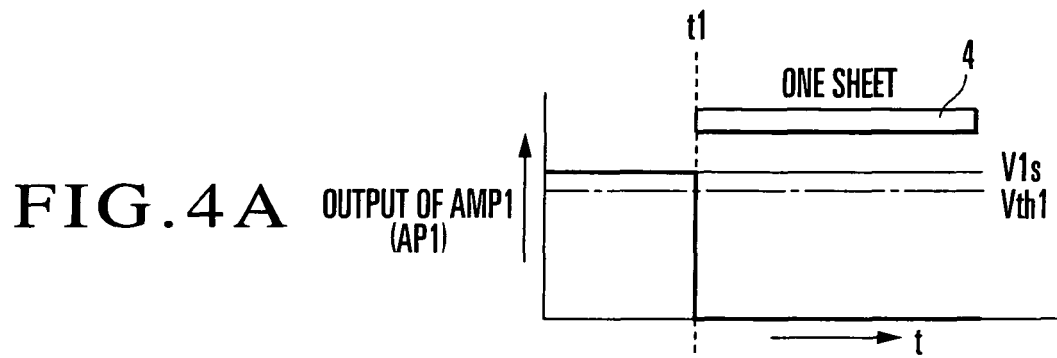 t1
4
ONE SHEET
V1s
Vth1
FIG.4A
OUTPUT OF AMP1
(AP1)
t